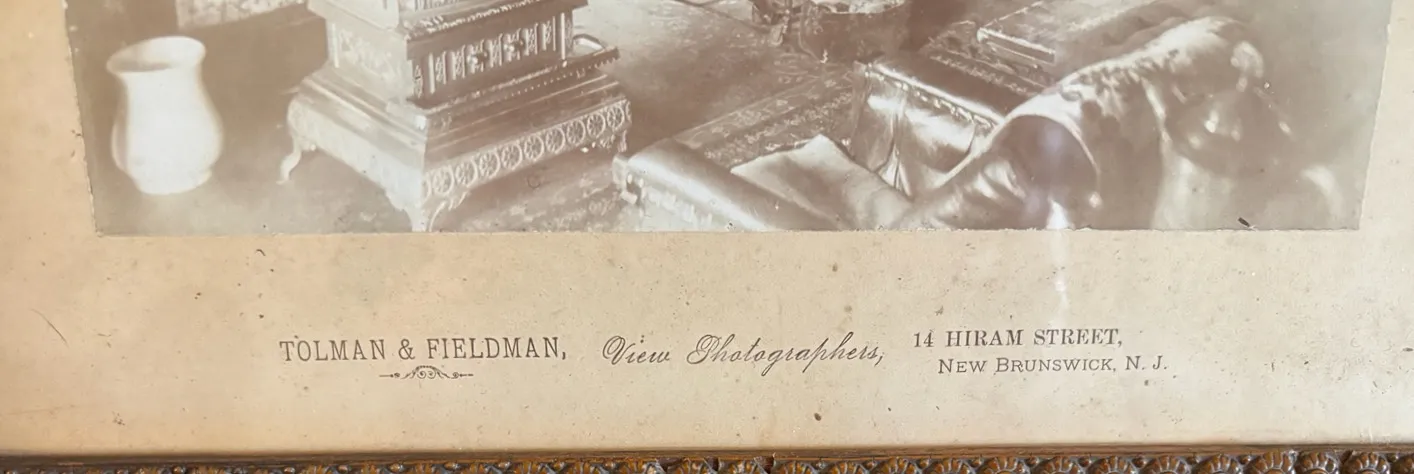 TOLMAN & FIELDMAN, View Photographers, 14 HIRAM STREET,
NEW BRUNSWICK, N. J.